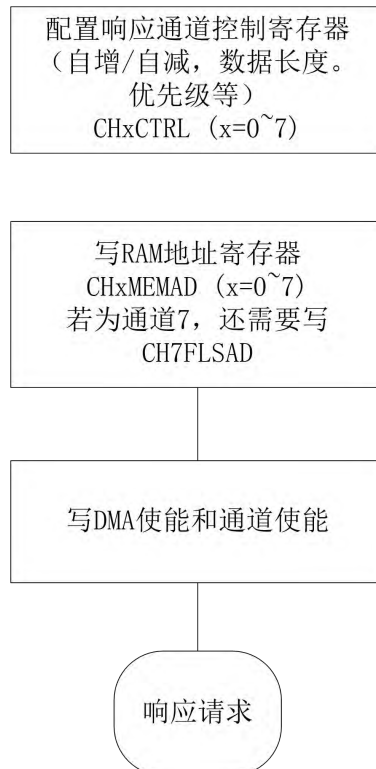 配置响应通道控制寄存器
（自增/自减，数据长度。
优先级等）
CHxCTRL (x=0~7)
写RAM地址寄存器
CHxMEMAD (x=0~7)
若为通道7，还需要写
CH7FLSAD
写DMA使能和通道使能
响应请求